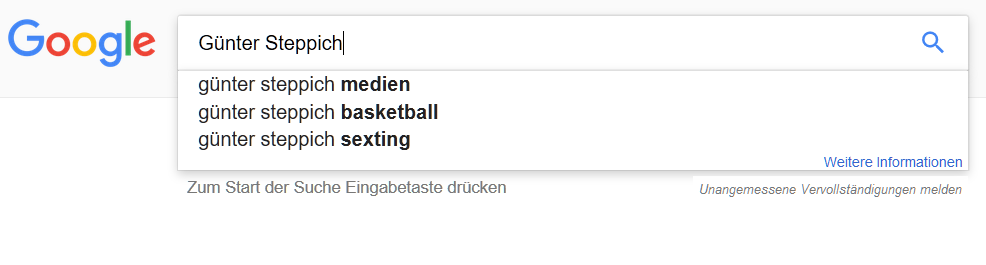 Google
Günter Steppich
günter steppich medien
günter steppich basketball
günter steppich sexting
Weitere Informationen
Zum Start der Suche Eingabetaste drücken
Unangemessene Vervollständigungen melden